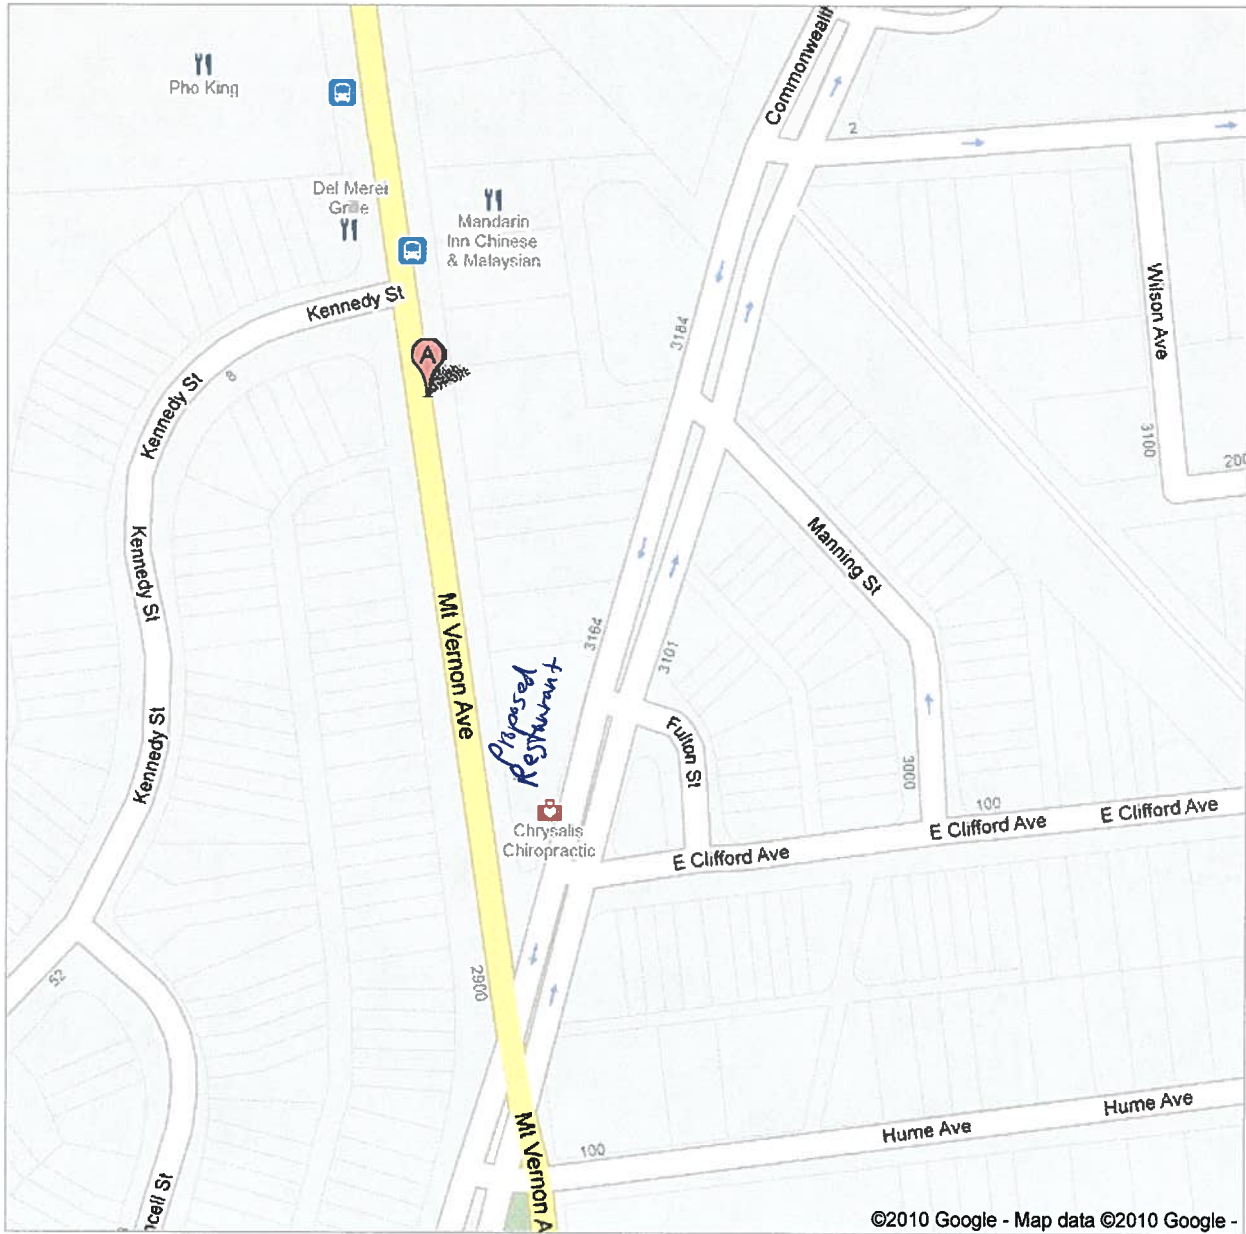 Commonwealth
Pho King
2
Del Merei
Grille
Mandarin
Inn Chinese
& Malaysian
Kennedy St
Wilson Ave
3184
A
8
Kennedy St
3100
200
Manning St
Kennedy St
Mt Vernon Ave
3164
3101
Proposed
Restaurant
Kennedy St
Fulton St
3000
100
E Clifford Ave
E Clifford Ave
Chrysalis
Chiropractic
E Clifford Ave
52
2900
Hume Ave
Hume Ave
Mt Vernon A
100
ncell St
©2010 Google - Map data ©2010 Google -